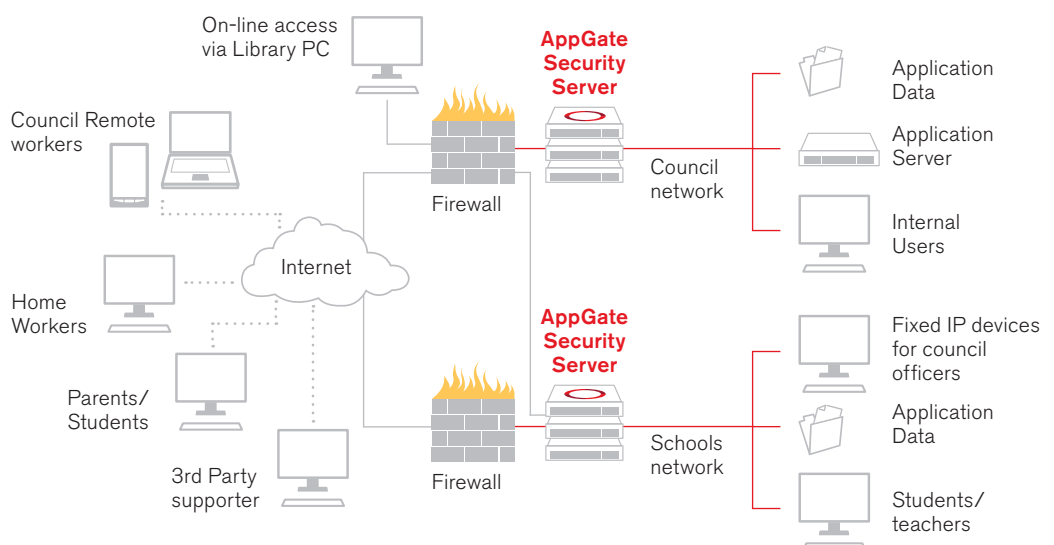 On-line access
via Library PC
AppGate
Security
Server
Application
Data
Council Remote
workers
Application
Server
Council
network
Firewall
Internal
Users
Internet
Home
Workers
AppGate
Security
Server
Fixed IP devices
for council
officers
Parents/
Students
Application
Data
Schools
network
3rd Party
supporter
Firewall
Students/
teachers